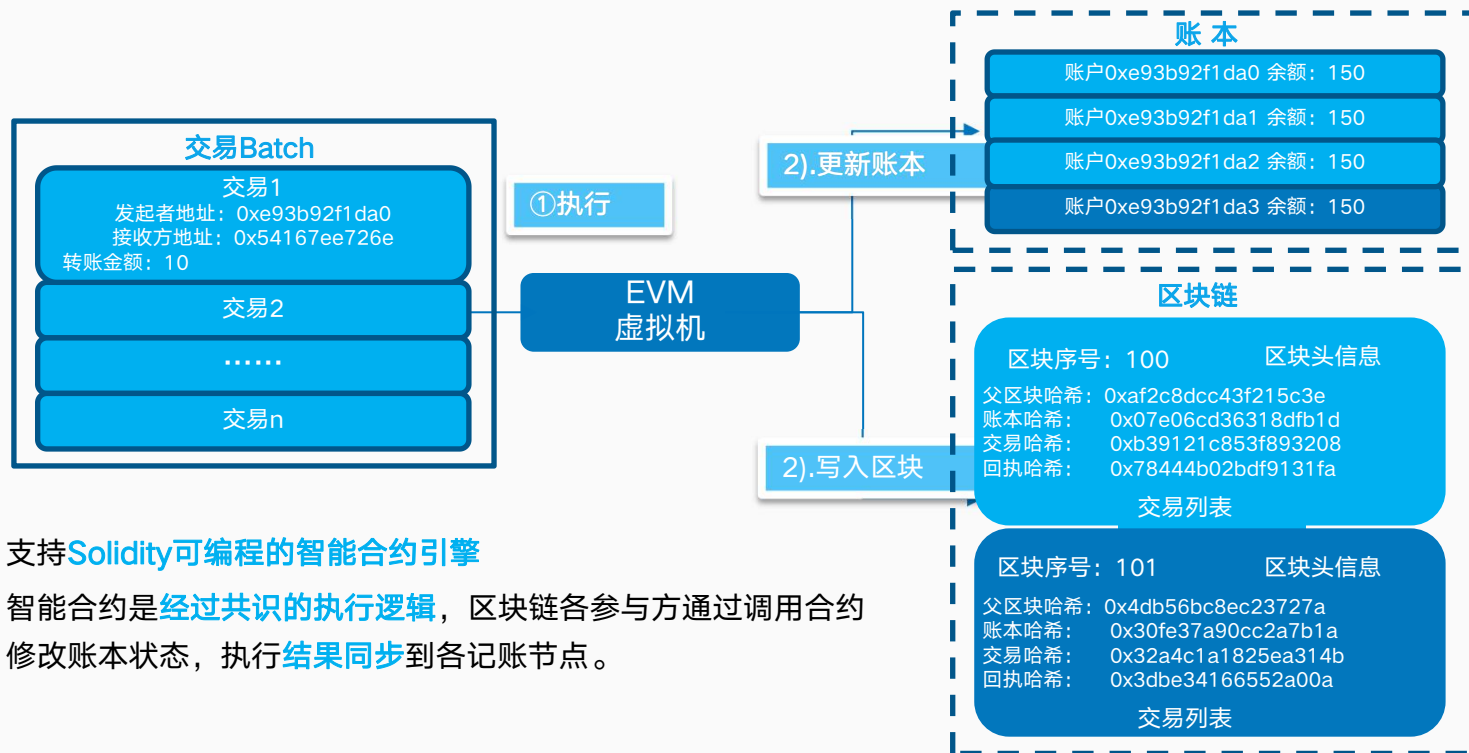 交易Batch
交易1
发起者地址：0xe93b92f1da0
接收方地址：0x54167ee726e
转账金额：10
交易2
……
交易n
①执行
EVM
虚拟机
2).更新账本
2).写入区块
账 本
账户0xe93b92f1da0 余额：150
账户0xe93b92f1da1 余额：150
账户0xe93b92f1da2 余额：150
账户0xe93b92f1da3 余额：150
区块链
区块序号：100 区块头信息
父区块哈希：0xaf2c8dcc43f215c3e
账本哈希： 0x07e06cd36318dfb1d
交易哈希： 0xb39121c853f893208
回执哈希： 0x78444b02bdf9131fa
交易列表
区块序号：101 区块头信息
父区块哈希：0x4db56bc8ec23727a
账本哈希： 0x30fe37a90cc2a7b1a
交易哈希： 0x32a4c1a1825ea314b
回执哈希： 0x3dbe34166552a00a
交易列表
支持Solidity可编程的智能合约引擎
智能合约是经过共识的执行逻辑，区块链各参与方通过调用合约
修改账本状态，执行结果同步到各记账节点。